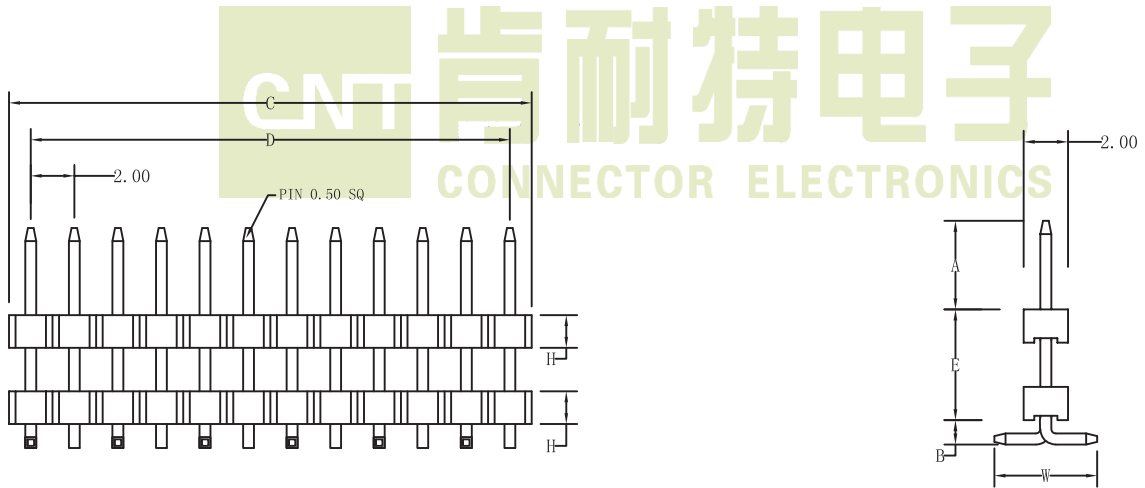 肯耐特电子
CNT
CONNECTOR ELECTRONICS
C
D
2.00
PIN 0.50 SQ
H
H
2.00
A
E
B
W